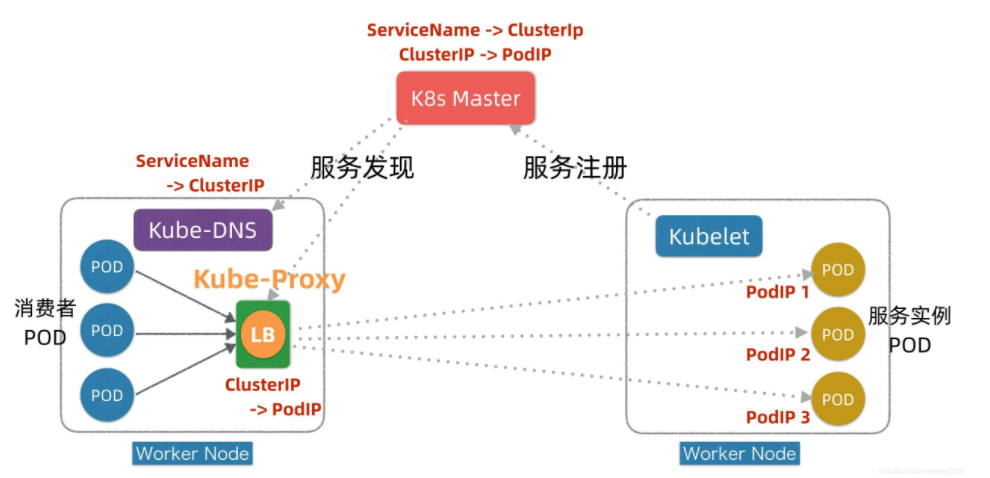 ServiceName -> ClusterIp
ClusterIP -> PodIP
K8s Master
服务发现
服务注册
ServiceName
-> ClusterIP
Kube-DNS
Kubelet
POD
Kube-Proxy
POD
PodIP 1
消费者
POD
POD
LB
POD
服务实例
POD
PodIP 2
ClusterIP
-> PodIP
POD
POD
PodIP 3
Worker Node
Worker Node